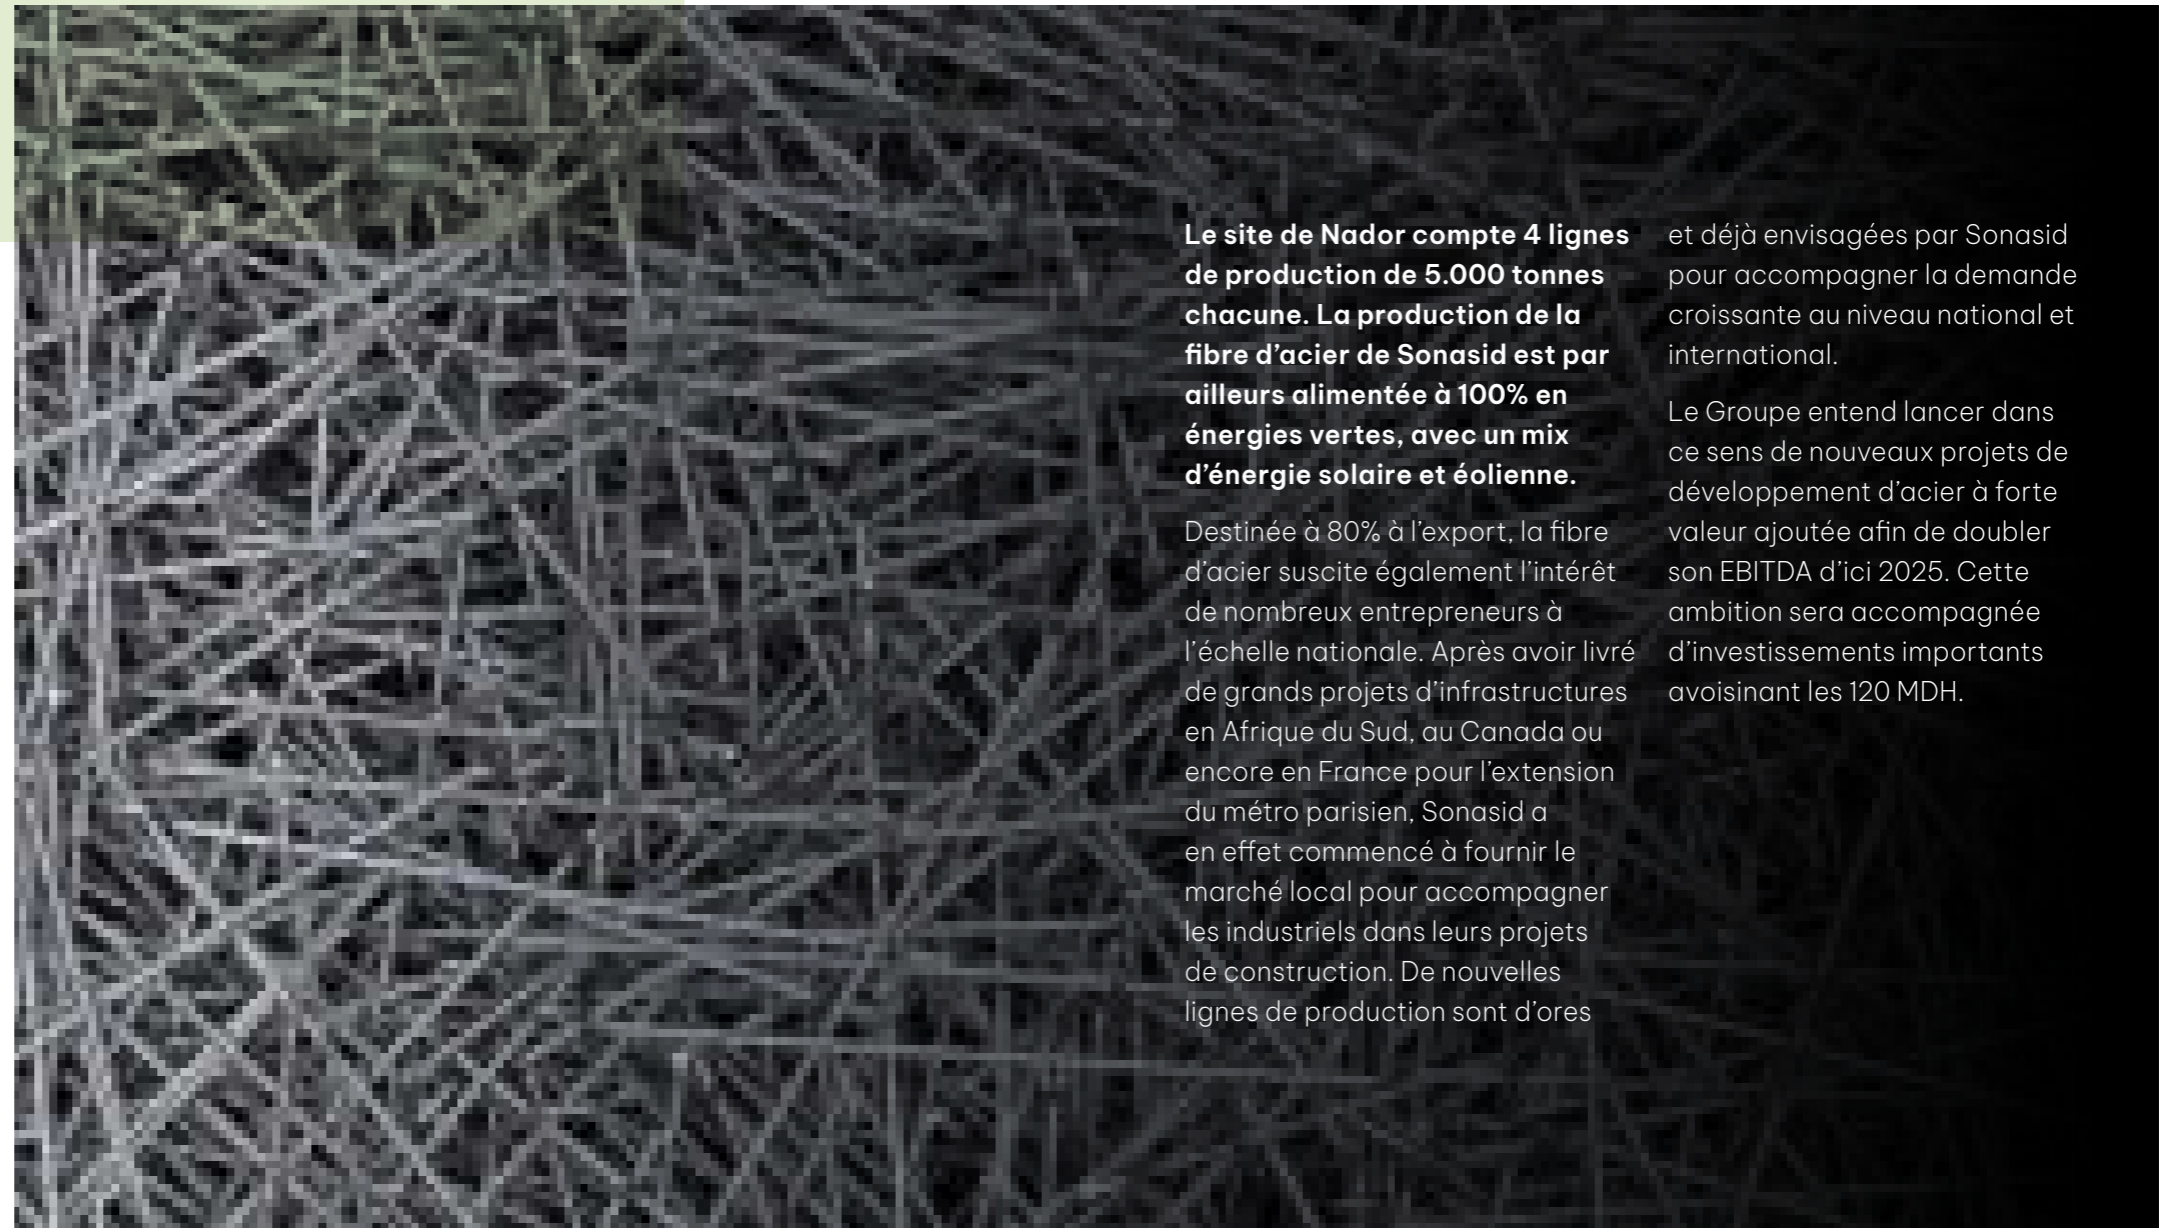 Le site de Nador compte 4 lignes
de production de 5.000 tonnes
chacune. La production de la
fibre d’acier de Sonasid est par
ailleurs alimentée à 100% en
énergies vertes, avec un mix
d’énergie solaire et éolienne.
Destinée à 80% à l’export, la fibre
d’acier suscite également l’intérêt
de nombreux entrepreneurs à
l’échelle nationale. Après avoir livré
de grands projets d’infrastructures
en Afrique du Sud, au Canada ou
encore en France pour l’extension
du métro parisien, Sonasid a
en effet commencé à fournir le
marché local pour accompagner
les industriels dans leurs projets
de construction. De nouvelles
lignes de production sont d’ores
et déjà envisagées par Sonasid
pour accompagner la demande
croissante au niveau national et
international.
Le Groupe entend lancer dans
ce sens de nouveaux projets de
développement d’acier à forte
valeur ajoutée afin de doubler
son EBITDA d’ici 2025. Cette
ambition sera accompagnée
d’investissements importants
avoisinant les 120 MDH.